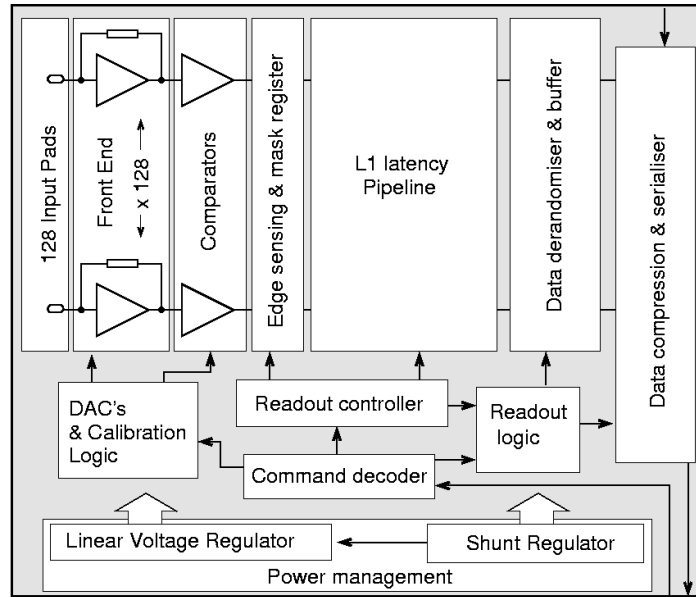 128 Input Pads
Front End
x 128
Comparators
Edge sensing & mask register
L1 latency
Pipeline
Data derandomiser & buffer
Data compression & serialiser
DAC's
& Calibration
Logic
Readout controller
Readout
logic
Command decoder
Linear Voltage Regulator
Shunt Regulator
Power management